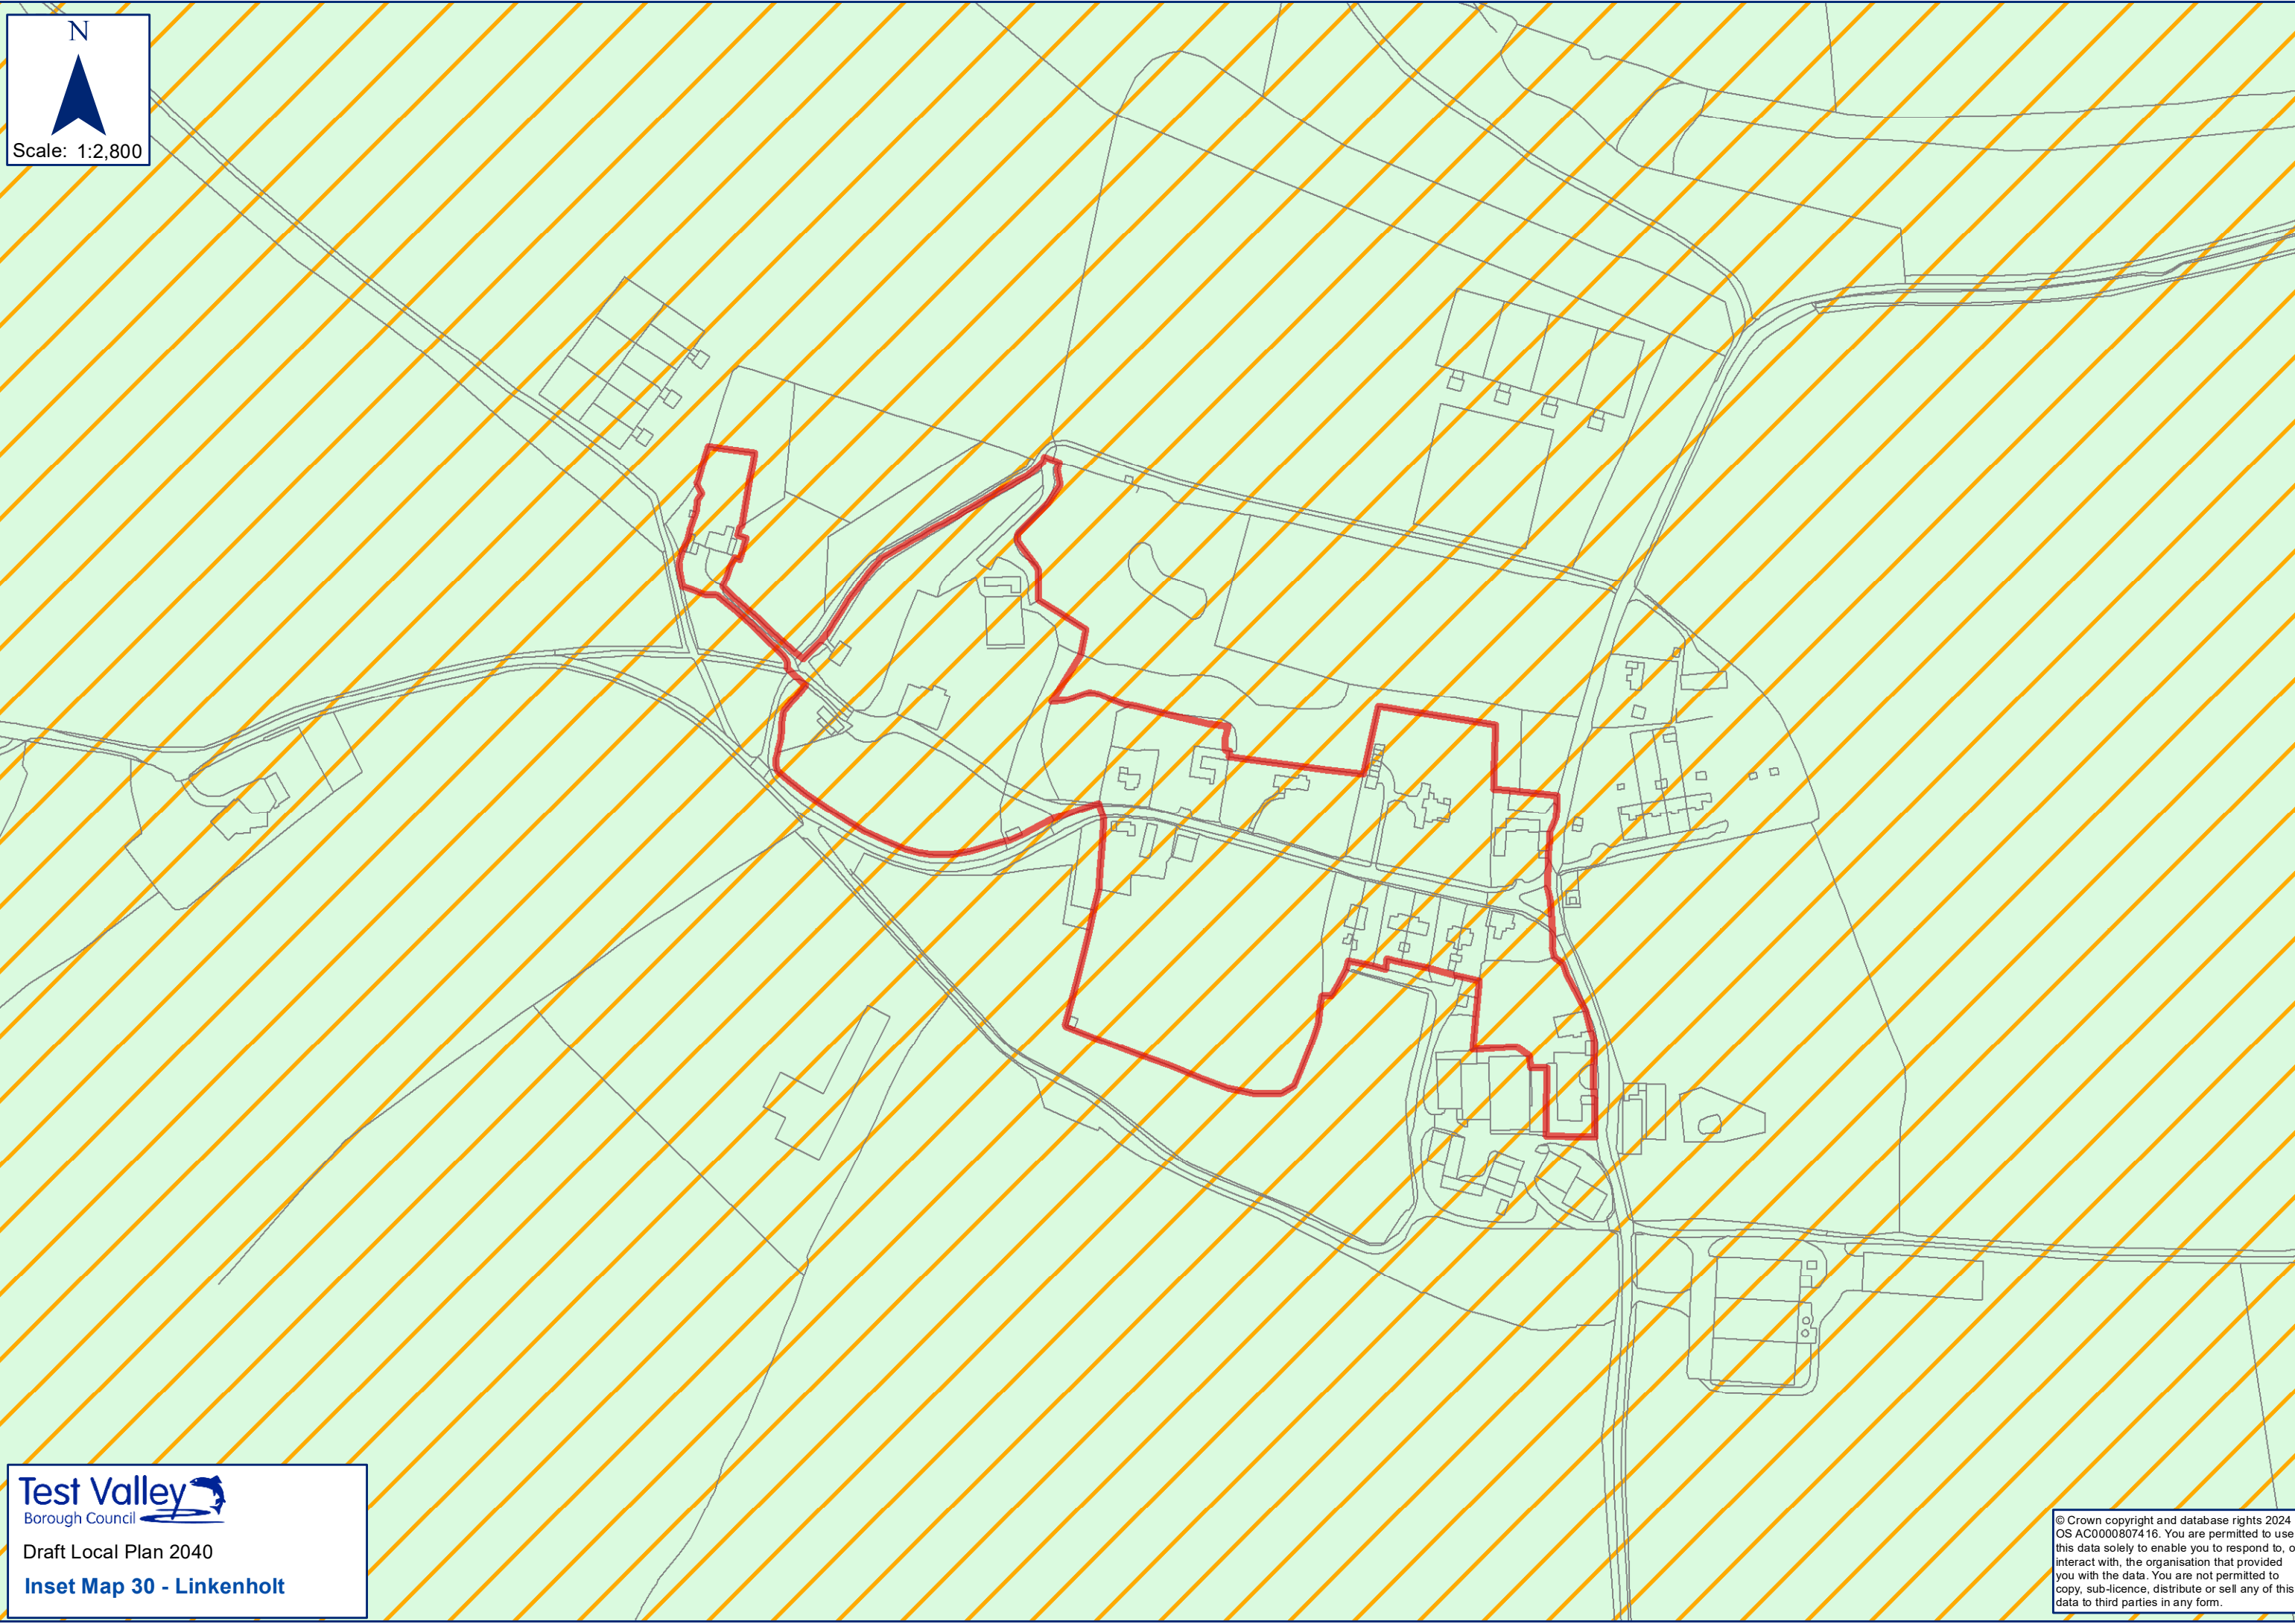 N
Scale: 1:2,800
Test Valley
Borough Council
Draft Local Plan 2040
Inset Map 30 - Linkenholt
© Crown copyright and database rights 2024
OS AC0000807416. You are permitted to use
this data solely to enable you to respond to, o
interact with, the organisation that provided
you with the data. You are not permitted to
copy, sub-licence, distribute or sell any of this
data to third parties in any form.